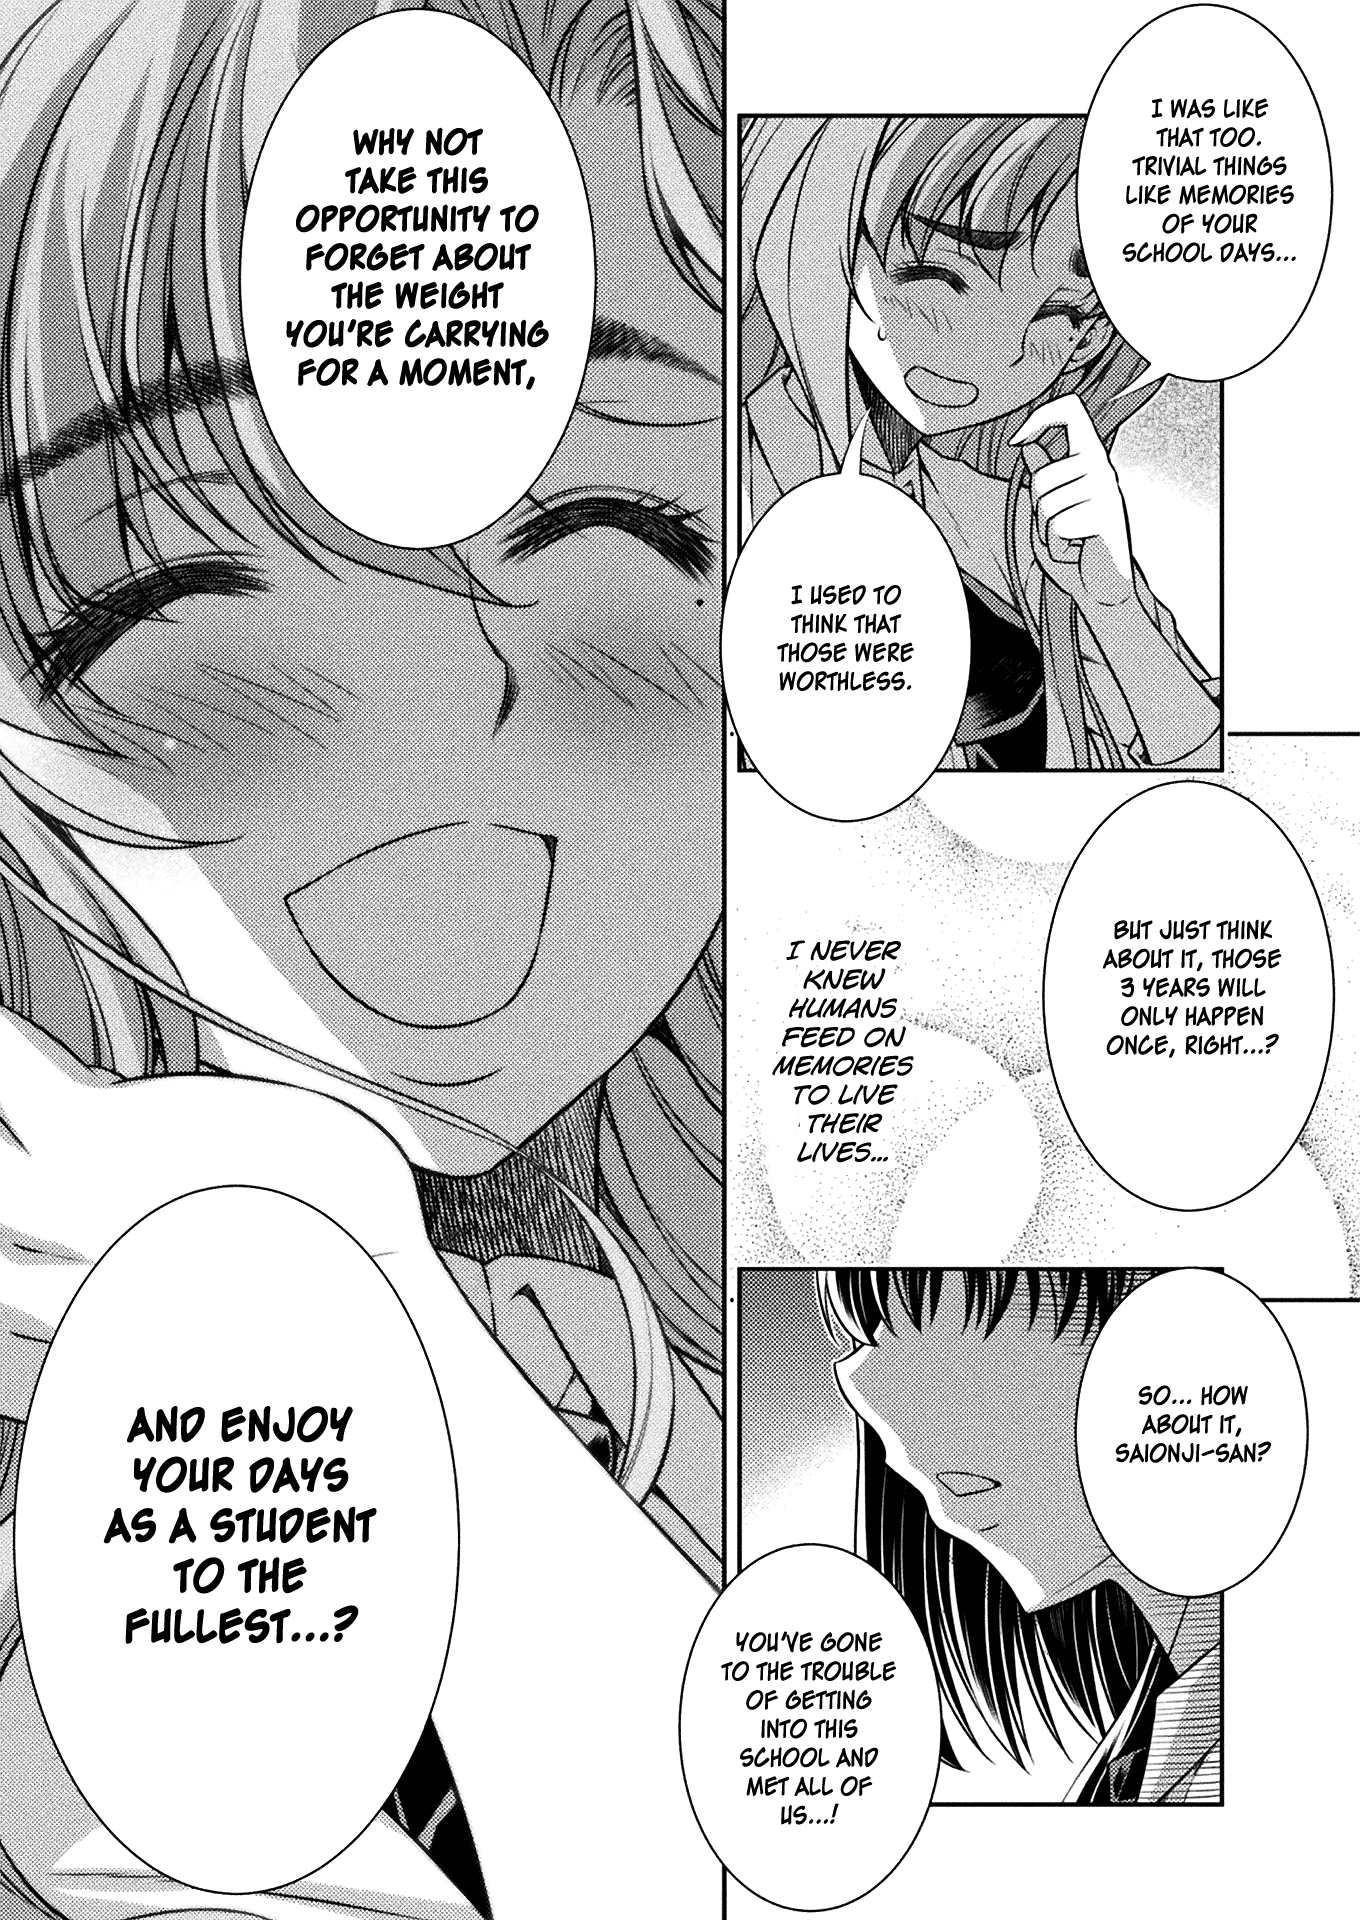 I WAS LIKE
THAT TOO.
TRIVIAL THINGS
LIKE MEMORIES
OF YOUR
SCHOOL DAYS...
I USED TO
THINK THAT
THOSE WERE
WORTHLESS.
BUT JUST THINK
ABOUT IT, THOSE
3 YEARS WILL
ONLY HAPPEN
ONCE, RIGHT...?
I NEVER
KNEW
HUMANS
FEED ON
MEMORIES
TO LIVE
THEIR
LIVES...
SO... HOW
ABOUT IT,
SAIONJI-SAN?
YOU'VE GONE
TO THE TROUBLE
OF GETTING
INTO THIS
SCHOOL AND
MET ALL OF
US...!
WHY NOT
TAKE THIS
OPPORTUNITY TO
FORGET ABOUT
THE WEIGHT
YOU'RE CARRYING
FOR A MOMENT,
AND ENJOY
YOUR DAYS
AS A STUDENT
TO THE
FULLEST...?